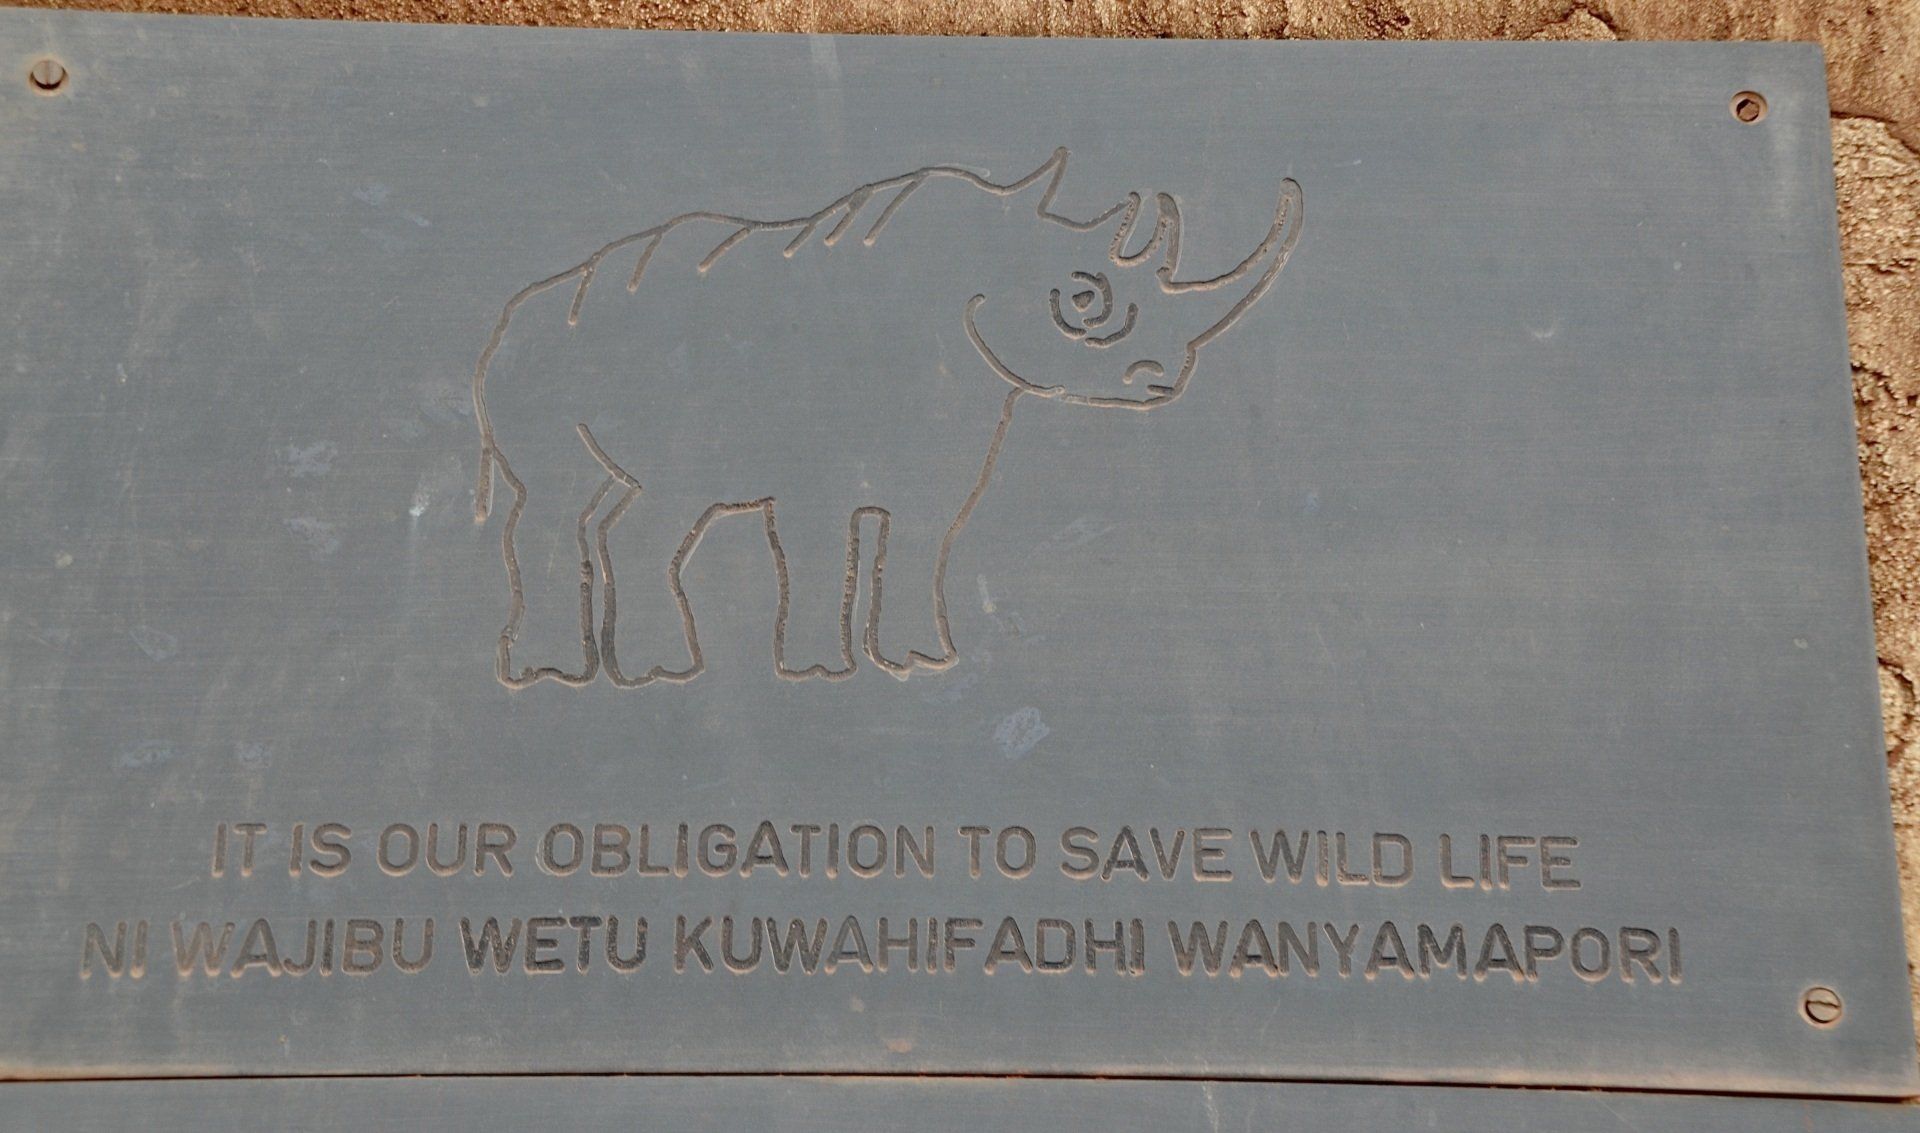 IT IS OUR OBLIGATION TO SAVE WILD LIFE
NI WAJIBU WETU KUWAHIFADHI WANYAMAPORI